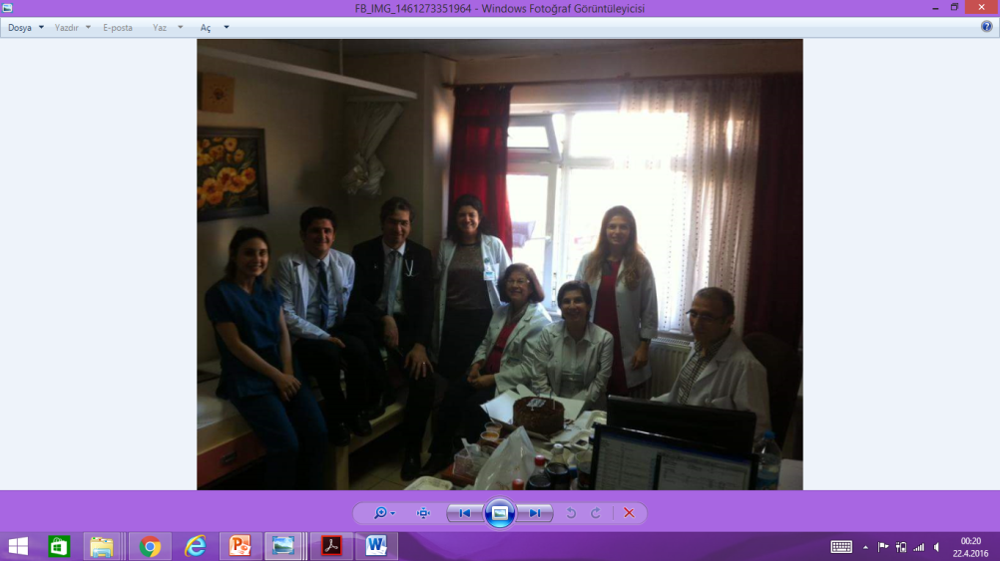 FB_IMG_1461273351964 - Windows Fotoğraf Görüntüleyicisi
Dosya Yazdır E-posta Yaz Aç
00:20
22.4.2016